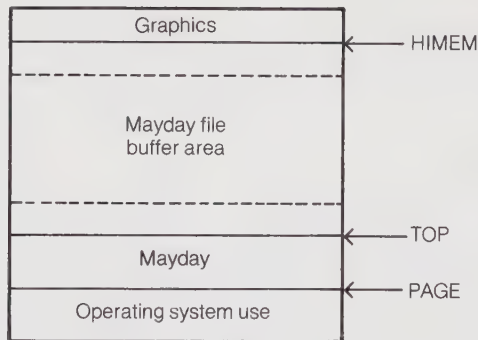 Graphics
HIMEM
Mayday file
buffer area
TOP
Mayday
PAGE
Operating system use